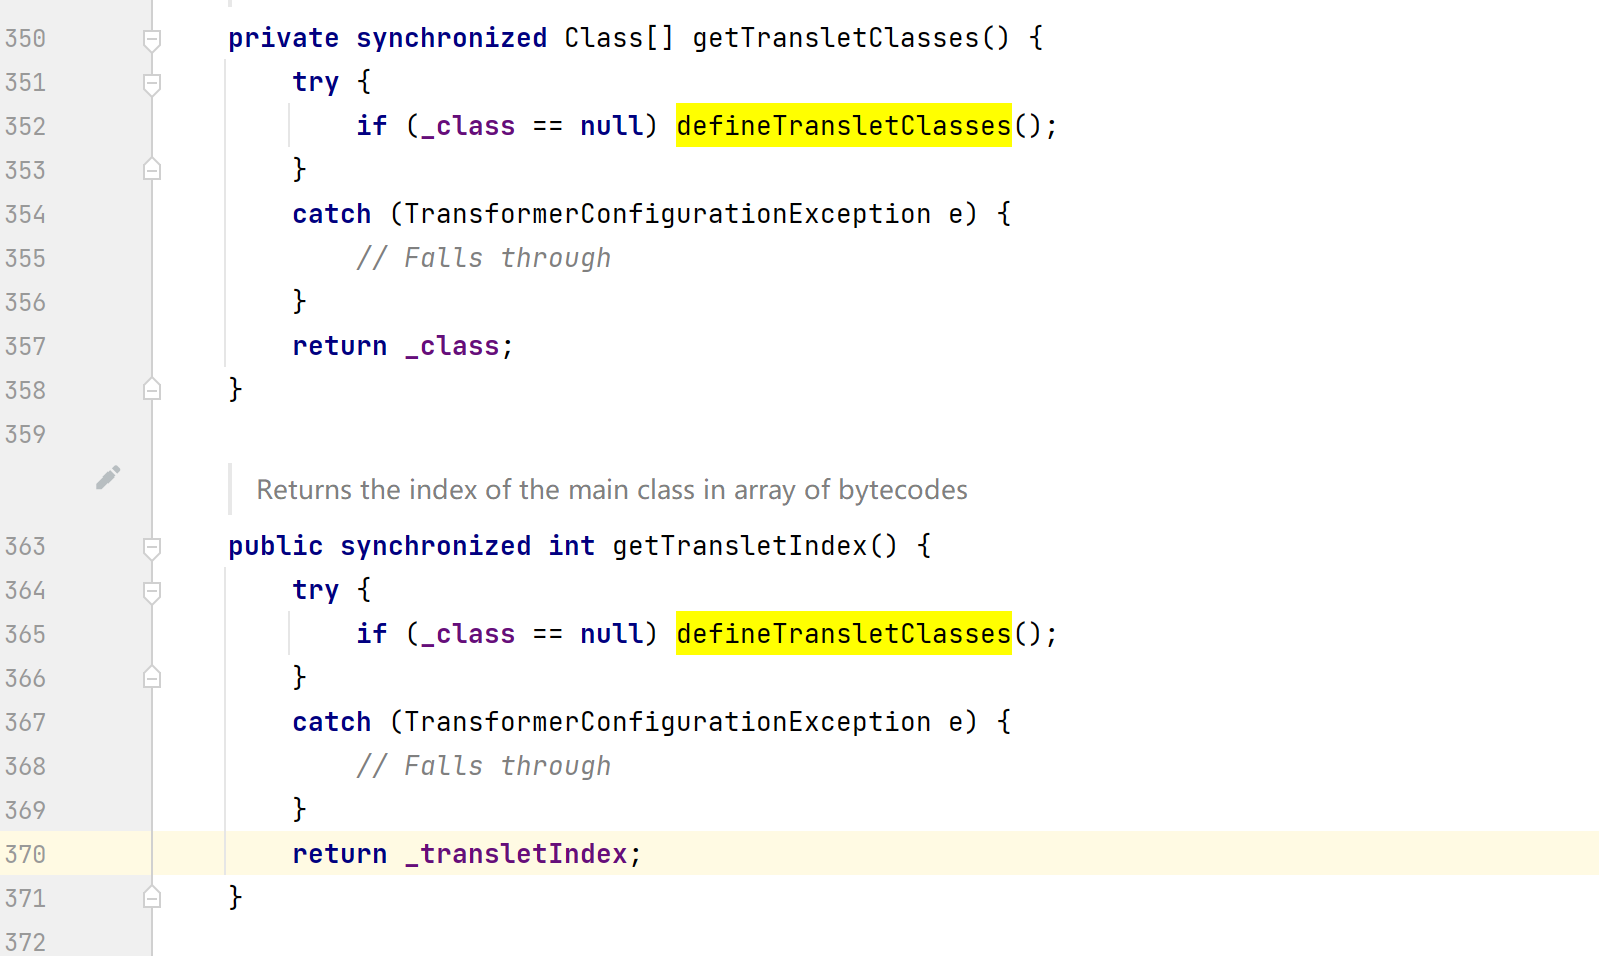 350 private synchronized Class[] getTransletClasses() {
351 try {
352 if (_class == null) defineTransletClasses();
353 }
354 catch (TransformerConfigurationException e) {
355 // Falls through
356 }
357 return _class;
358 }
359
Returns the index of the main class in array of bytecodes
363 public synchronized int getTransletIndex() {
364 try {
365 if (_class == null) defineTransletClasses();
366 }
367 catch (TransformerConfigurationException e) {
368 // Falls through
369 }
370 return _transletIndex;
371 }
372